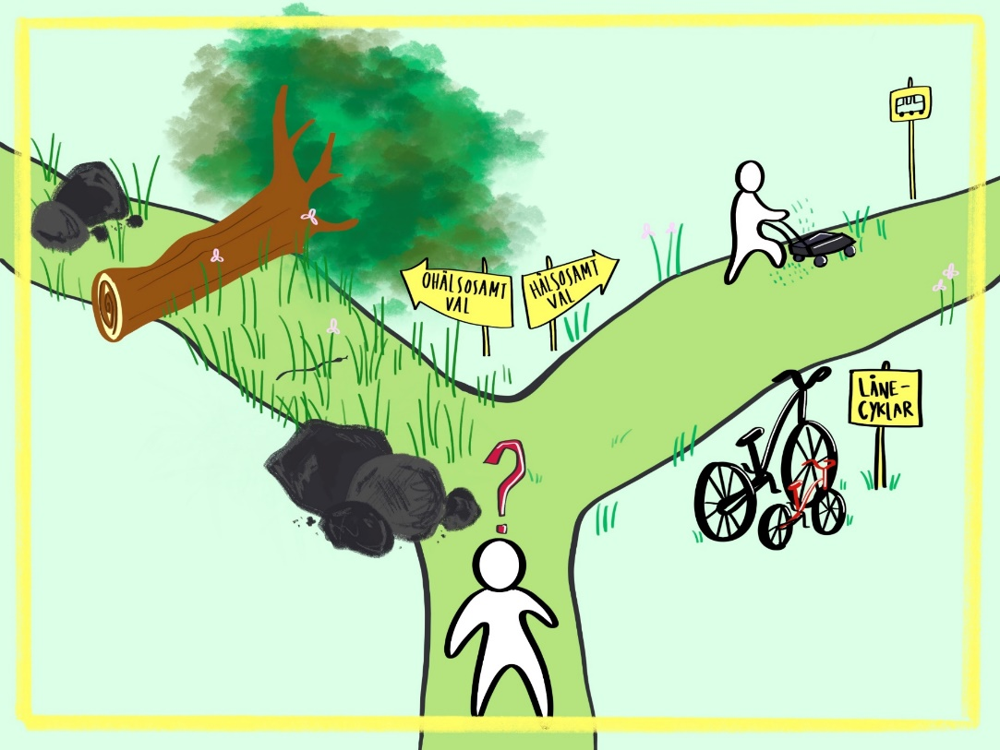 OHÄLSOSAMT
VAL
HÄLSOSAMT
VAL
LÅNE-
CYKLAR
?